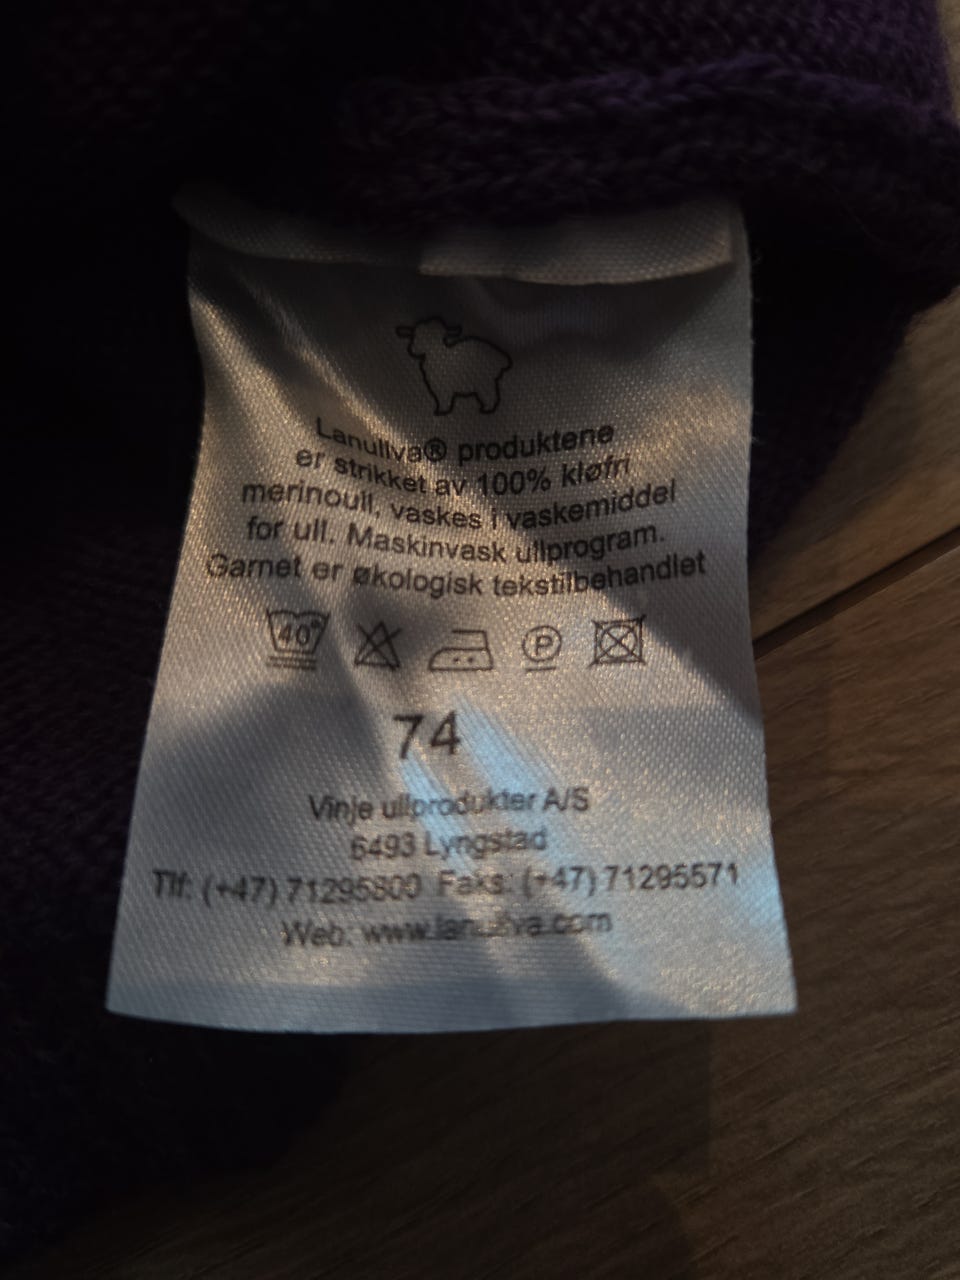 Lanullva® produktene
er strikket av 100% kløfri
merinoull, vaskes i vaskemiddel
for ull. Maskinvask ullprogram.
Garnet er økologisk tekstilbehandlet
40°
P
74
Vinje ullprodukter A/S
6493 Lyngstad
Tlf: (+47) 71295800 Faks: (+47) 71295571
Web: www.lanullva.com